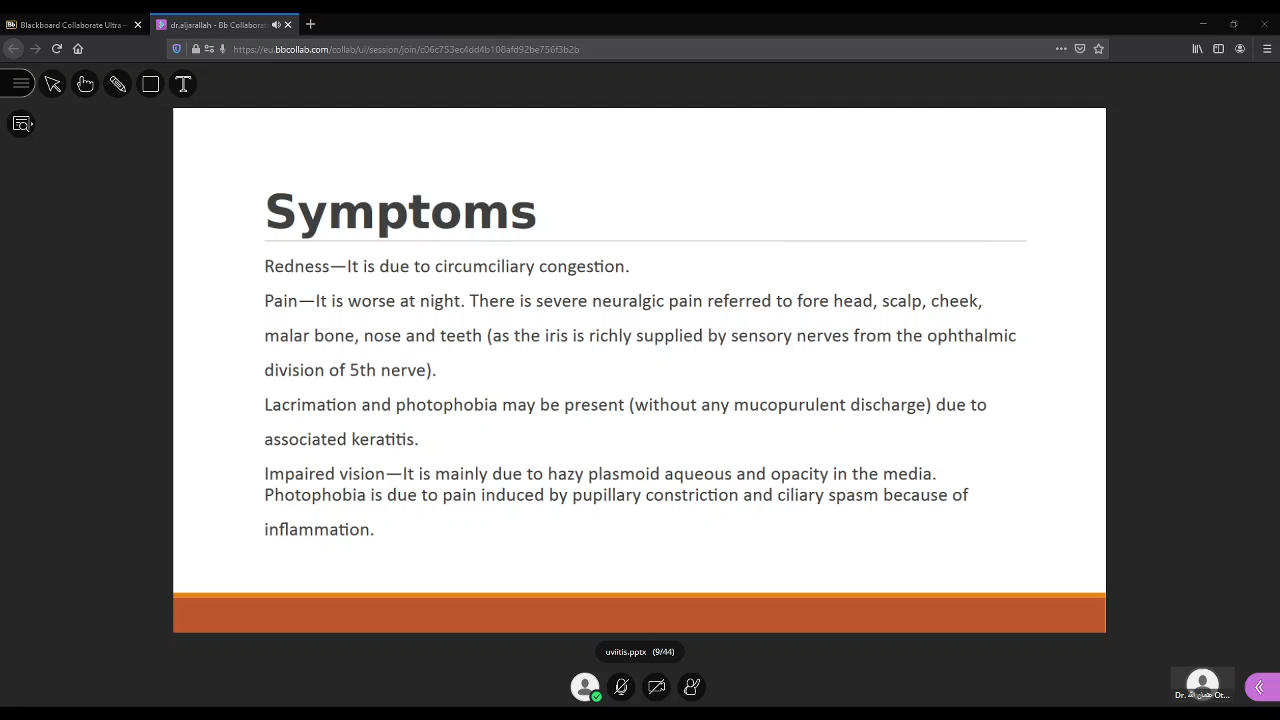 Blackboard Collaborate Ultra –
dr.aljarallah - Bb Collabora
https://eu.bbcollab.com/collab/ui/session/join/c06c753ec4dd4b108afd92be756f3b2b
Symptoms
Redness—It is due to circumciliary congestion.
Pain—It is worse at night. There is severe neuralgic pain referred to fore head, scalp, cheek,
malar bone, nose and teeth (as the iris is richly supplied by sensory nerves from the ophthalmic
division of 5th nerve).
Lacrimation and photophobia may be present (without any mucopurulent discharge) due to
associated keratitis.
Impaired vision—It is mainly due to hazy plasmoid aqueous and opacity in the media.
Photophobia is due to pain induced by pupillary constriction and ciliary spasm because of
inflammation.
uviitis.pptx (9/44)
Dr.